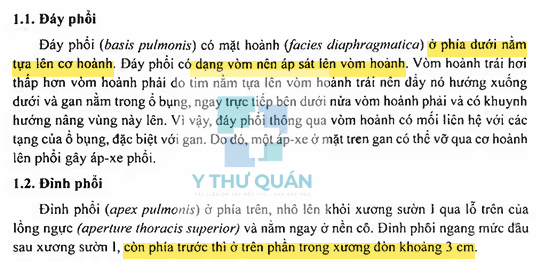 1.1. Đáy phổi
Đáy phổi (basis pulmonis) có mặt hoành (facies diaphragmatica) ở phía dưới nằm
tựa lên cơ hoành. Đáy phổi có dạng vòm nên áp sát lên vòm hoành. Vòm hoành trái hơi
thấp hơn vòm hoành phải do tim nằm tựa lên vòm hoành trái nên đầy nó hướng xuống
dưới và gan nằm trong ổ bụng, ngay trực tiếp bên dưới nửa vòm hoành phải và có khuynh
hướng nâng vùng này lên. Vì vậy, đáy phổi thông qua vòm hoành có mối liên hệ với các
tạng của ổ bụng, đặc biệt với gan. Do đó, một áp-xe ở mặt tren gan có thể vỡ qua cơ hoành
lên phổi gây áp-xe phổi.
Y THƯ QUÁN
1.2. Đỉnh phổi
Đỉnh phổi (apex pulmonis) ở phía trên, nhô lên khỏi xương sườn I qua lỗ trên của
lồng ngực (aperture thoracis superior) và nằm ngay ở nền cổ. Đỉnh phổi ngang mức đầu
sau xương sườn I, còn phía trước thì ở trên phần trong xương đòn khoảng 3 cm.